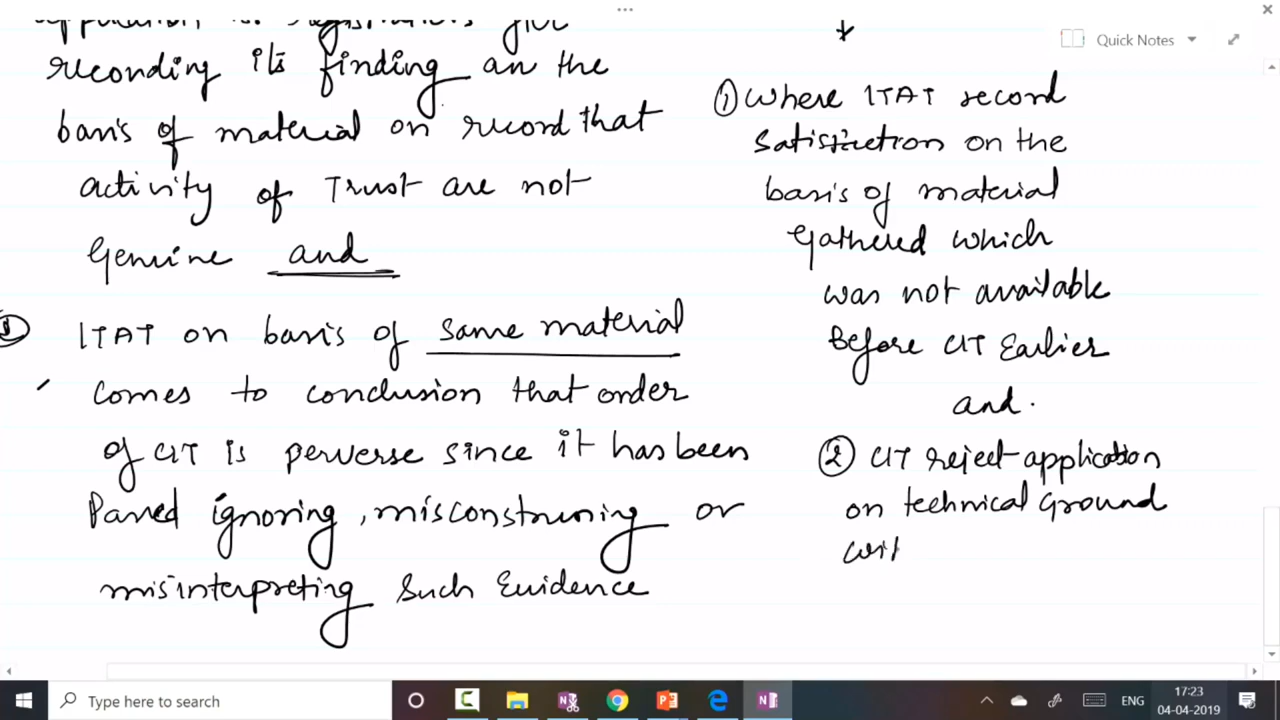 Quick Notes
recording its finding an the
basis of material on record that
activity of Trust are not
Genuine and
ITAT on basis of same material
comes to conclusion that order
of CIT is perverse since it has been
Passed ignoring, misconstruing or
misinterpreting Such Evidence
① Where ITAT record
Satisfiction on the
basis of material
Gathered which
was not available
Before CIT Earlier
and.
② CIT reject application
on technical Ground
Type here to search
ENG
17:23
04-04-2019